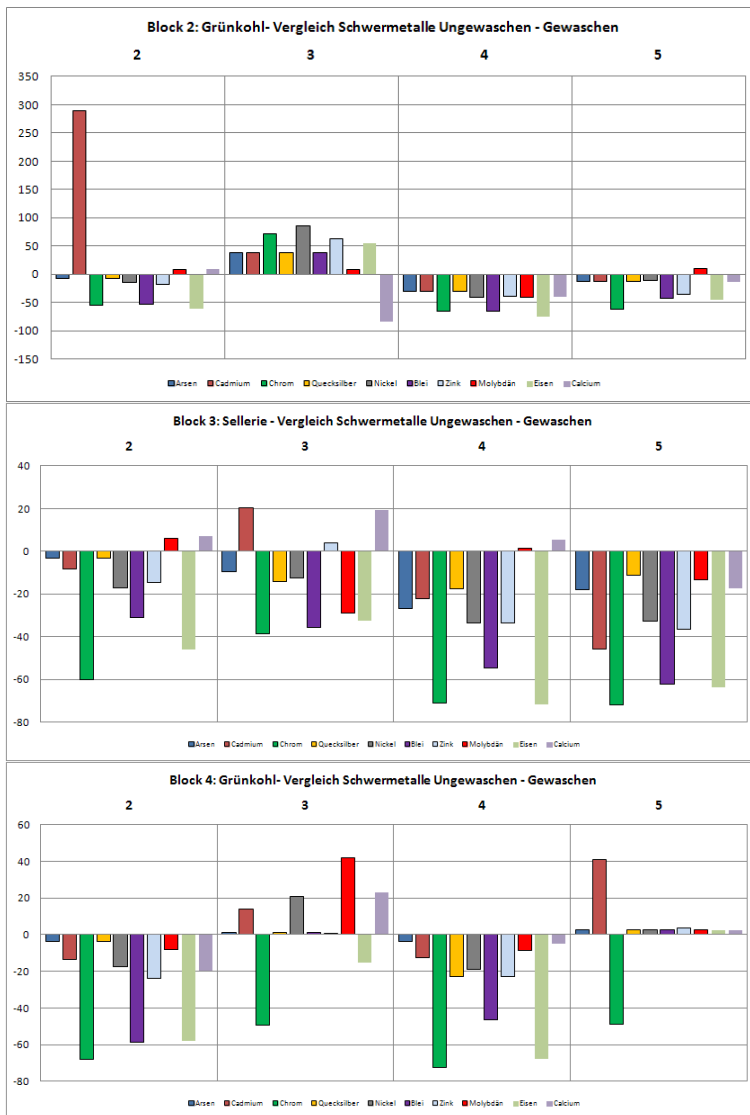 Block 2: Grünkohl- Vergleich Schwermetalle Ungewaschen - Gewaschen
2 3 4 5
350
300
250
200
150
100
50
0
-50
-100
-150
Arsen Cadmium Chrom Quecksilber Nickel Blei Zink Molybdän Eisen Calcium
Block 3: Sellerie - Vergleich Schwermetalle Ungewaschen - Gewaschen
2 3 4 5
40
20
0
-20
-40
-60
-80
Arsen Cadmium Chrom Quecksilber Nickel Blei Zink Molybdän Eisen Calcium
Block 4: Grünkohl- Vergleich Schwermetalle Ungewaschen - Gewaschen
2 3 4 5
60
40
20
0
-20
-40
-60
-80
Arsen Cadmium Chrom Quecksilber Nickel Blei Zink Molybdän Eisen Calcium